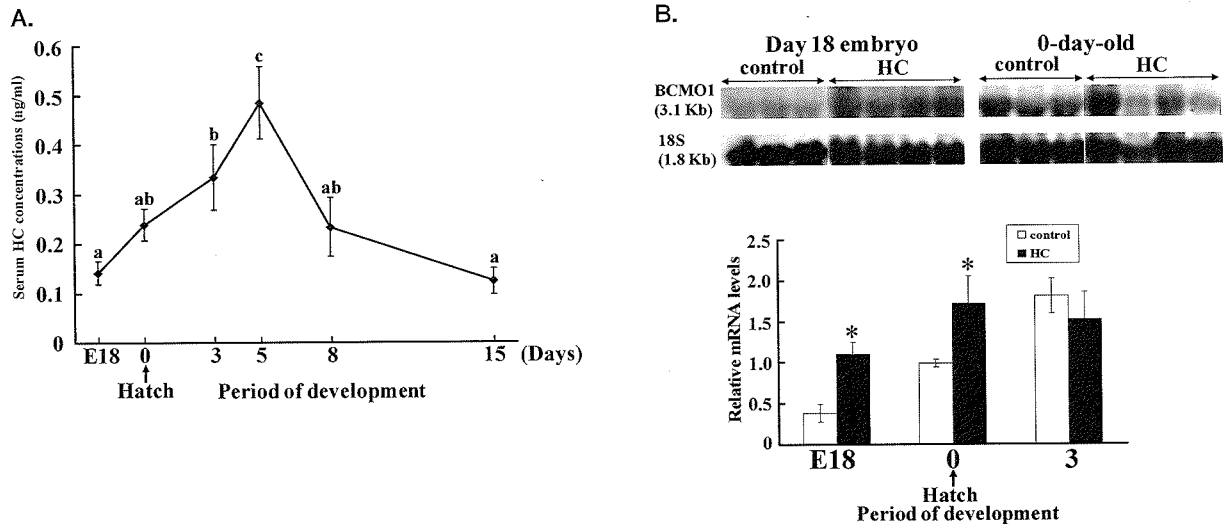 A.
0.6
0.5
0.4
0.3
0.2
0.1
0
Serum HC concentrations (ng/ml)
a
ab
b
c
ab
a
E18 0 3 5 8 15 (Days)
Hatch
Period of development
B.
Day 18 embryo 0-day-old
control HC control HC
BCMO1
(3.1 Kb)
18S
(1.8 Kb)
control
HC
2.5
2.0
1.5
1.0
0.5
0
Relative mRNA levels
*
*
E18 0 3
Hatch
Period of development